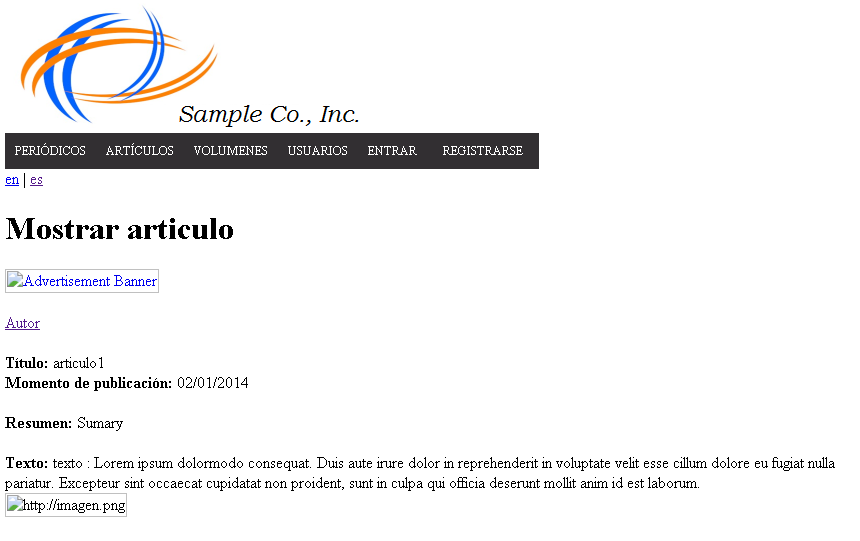 Sample Co., Inc.
PERIÓDICOS ARTÍCULOS VOLUMENES USUARIOS ENTRAR REGISTRARSE
en | es
Mostrar articulo
Advertisement Banner
Autor
Título: articulo1
Momento de publicación: 02/01/2014
Resumen: Sumary
Texto: texto : Lorem ipsum dolormodo consequat. Duis aute irure dolor in reprehenderit in voluptate velit esse cillum dolore eu fugiat nulla
pariatur. Excepteur sint occaecat cupidatat non proident, sunt in culpa qui officia deserunt mollit anim id est laborum.
http://imagen.png